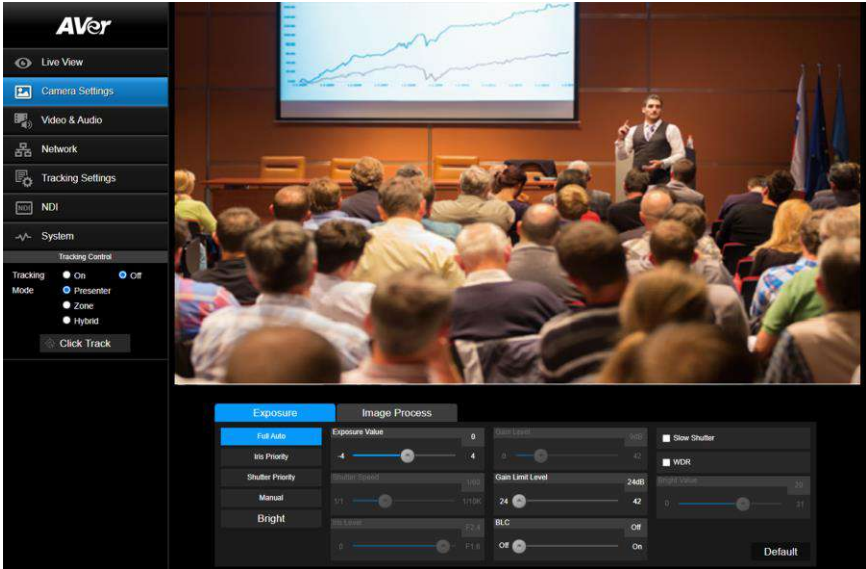 AVer
Live View
Camera Settings
Video & Audio
Network
Tracking Settings
NDI NDI
System
Tracking Control
Tracking On Off
Mode Presenter
Zone
Hybrid
Click Track
Exposure Image Process
Full Auto
Iris Priority
Shutter Priority
Manual
Bright
Exposure Value 0
-4 4
Shutter Speed 1/60
1/1 1/10K
Iris Level F2.4
0 F1.6
Gain Level
0 42
Gain Limit Level 24dB
24 42
BLC Off
Off On
Slow Shutter
WDR
Bright Value 20
0 31
Default